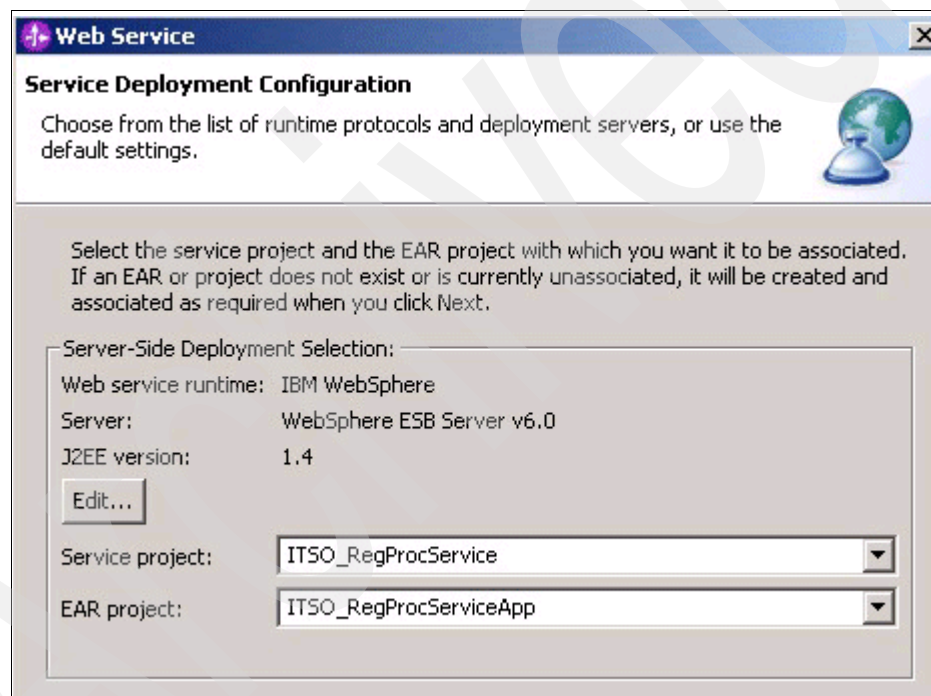 Web Service
Service Deployment Configuration
Choose from the list of runtime protocols and deployment servers, or use the
default settings.
Select the service project and the EAR project with which you want it to be associated.
If an EAR or project does not exist or is currently unassociated, it will be created and
associated as required when you click Next.
Server-Side Deployment Selection:
Web service runtime: IBM WebSphere
Server: WebSphere ESB Server v6.0
J2EE version: 1.4
Edit...
Service project: ITSO_RegProcService
EAR project: ITSO_RegProcServiceApp